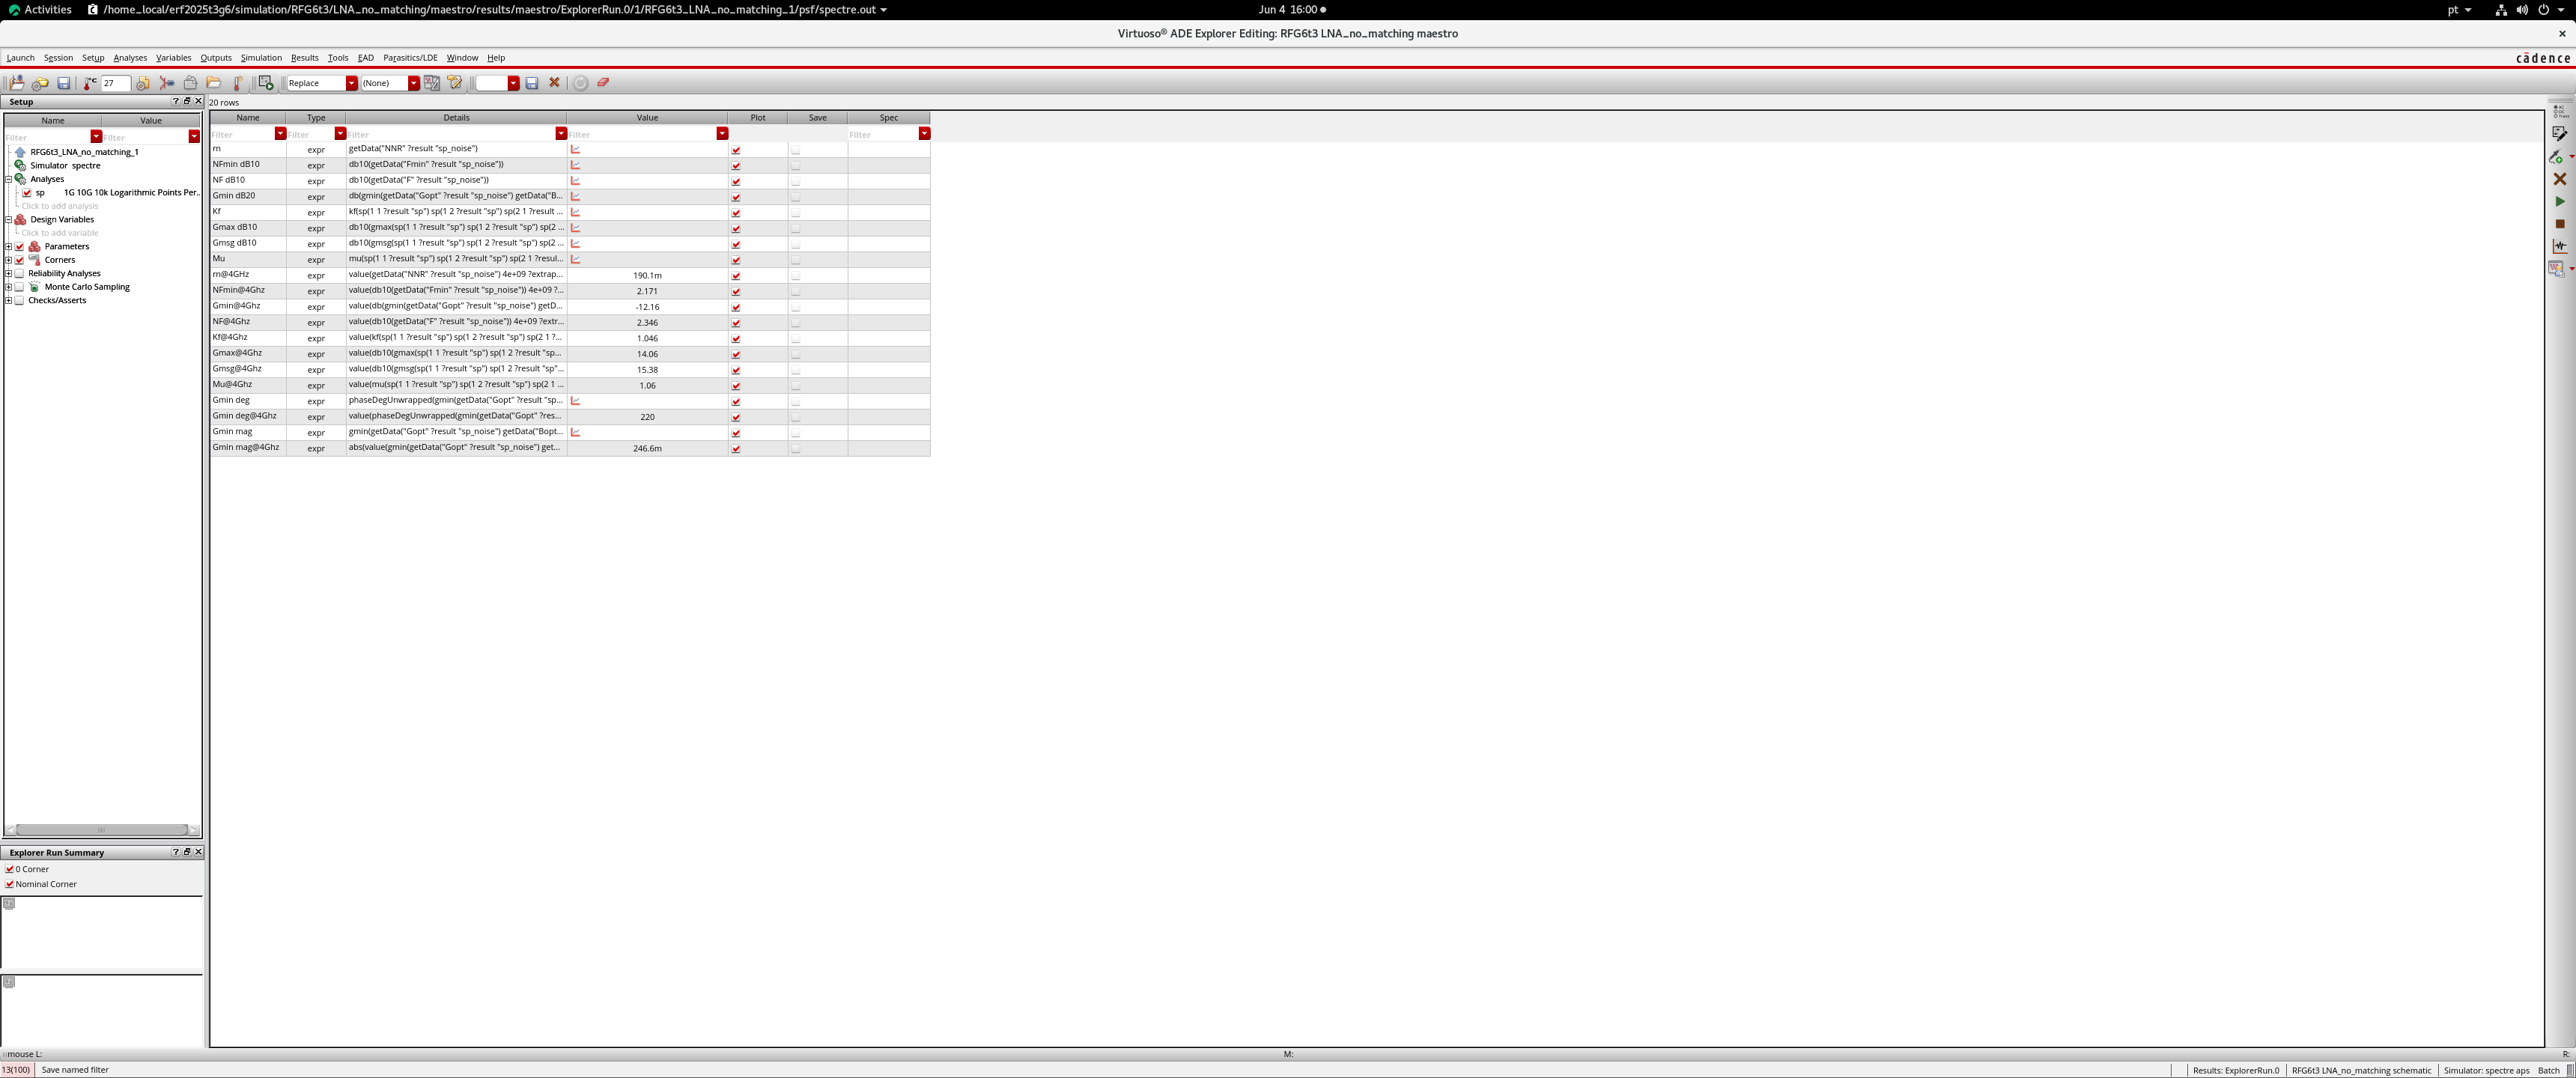 Activities /home_local/erf2025t3g6/simulation/RFG6t3/LNA_no_matching/maestro/results/maestro/ExplorerRun.0/1/RFG6t3_LNA_no_matching_1/psf/spectre.out Jun 4 16:00 pt
Virtuoso® ADE Explorer Editing: RFG6t3 LNA_no_matching maestro
Launch Session Setup Analyses Variables Outputs Simulation Results Tools EAD Parasitics/LDE Window Help cādence
°C 27 Replace (None)
Setup
Name Value
Filter Filter
RFG6t3_LNA_no_matching_1
Simulator spectre
Analyses
sp 1G 10G 10k Logarithmic Points Per..
Click to add analysis
Design Variables
Click to add variable
Parameters
Corners
Reliability Analyses
Monte Carlo Sampling
Checks/Asserts
20 rows
Name Type Details Value Plot Save Spec
Filter Filter Filter Filter Filter
rn expr getData("NNR" ?result "sp_noise")
NFmin dB10 expr db10(getData("Fmin" ?result "sp_noise"))
NF dB10 expr db10(getData("F" ?result "sp_noise"))
Gmin dB20 expr db(gmin(getData("Gopt" ?result "sp_noise") getData("B...
Kf expr kf(sp(1 1 ?result "sp") sp(1 2 ?result "sp") sp(2 1 ?result ...
Gmax dB10 expr db10(gmax(sp(1 1 ?result "sp") sp(1 2 ?result "sp") sp(2 ...
Gmsg dB10 expr db10(gmsg(sp(1 1 ?result "sp") sp(1 2 ?result "sp") sp(2 ...
Mu expr mu(sp(1 1 ?result "sp") sp(1 2 ?result "sp") sp(2 1 ?resul...
rn@4GHz expr value(getData("NNR" ?result "sp_noise") 4e+09 ?extrap... 190.1m
NFmin@4Ghz expr value(db10(getData("Fmin" ?result "sp_noise")) 4e+09 ?... 2.171
Gmin@4Ghz expr value(db(gmin(getData("Gopt" ?result "sp_noise") getD... -12.16
NF@4Ghz expr value(db10(getData("F" ?result "sp_noise")) 4e+09 ?extr... 2.346
Kf@4Ghz expr value(kf(sp(1 1 ?result "sp") sp(1 2 ?result "sp") sp(2 1 ?... 1.046
Gmax@4Ghz expr value(db10(gmax(sp(1 1 ?result "sp") sp(1 2 ?result "sp... 14.06
Gmsg@4Ghz expr value(db10(gmsg(sp(1 1 ?result "sp") sp(1 2 ?result "sp"... 15.38
Mu@4Ghz expr value(mu(sp(1 1 ?result "sp") sp(1 2 ?result "sp") sp(2 1 ... 1.06
Gmin deg expr phaseDegUnwrapped(gmin(getData("Gopt" ?result "sp...
Gmin deg@4Ghz expr value(phaseDegUnwrapped(gmin(getData("Gopt" ?res... 220
Gmin mag expr gmin(getData("Gopt" ?result "sp_noise") getData("Bopt...
Gmin mag@4Ghz expr abs(value(gmin(getData("Gopt" ?result "sp_noise") get... 246.6m
Explorer Run Summary
0 Corner
Nominal Corner
mouse L: M: R:
13(100) Save named filter Results: ExplorerRun.0 RFG6t3 LNA_no_matching schematic Simulator: spectre aps Batch